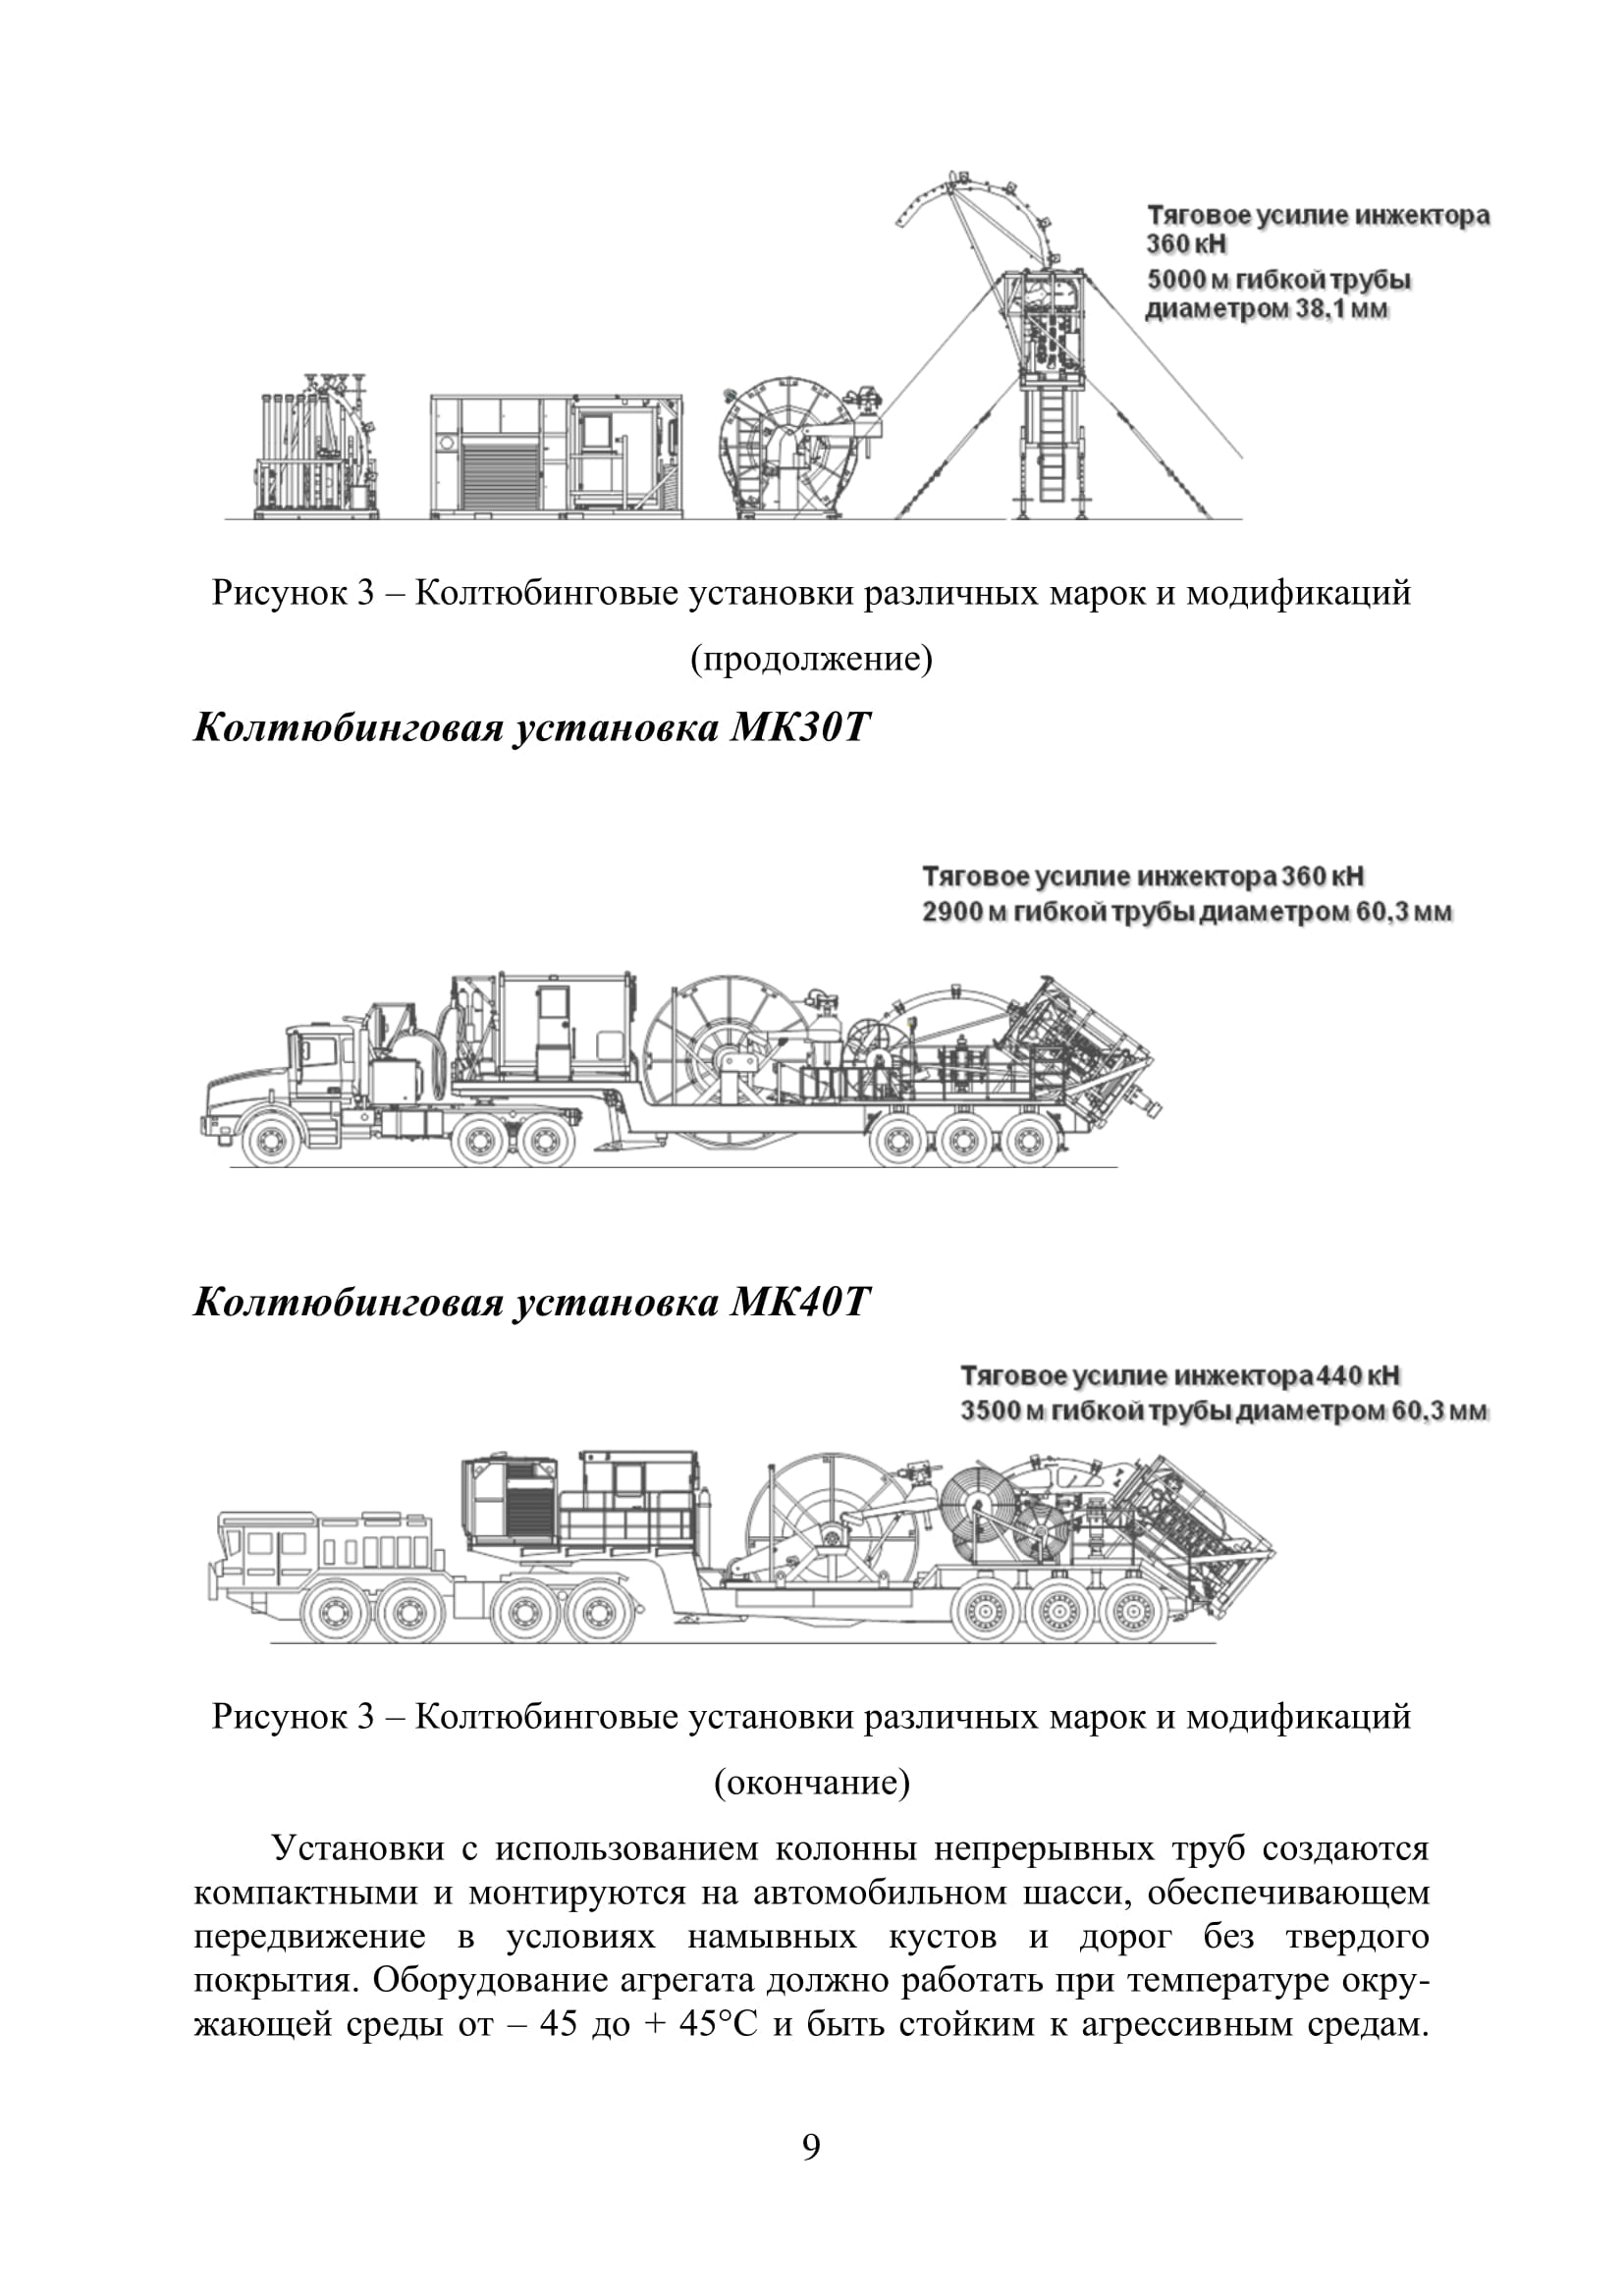 Тяговое усилие инжектора
360 кН
5000 м гибкой трубы
диаметром 38,1 мм
Рисунок 3 – Колтюбинговые установки различных марок и модификаций
(продолжение)
Колтюбинговая установка МК30Т
Тяговое усилие инжектора 360 кН
2900 м гибкой трубы диаметром 60,3 мм
Колтюбинговая установка МК40Т
Тяговое усилие инжектора 440 кН
3500 м гибкой трубы диаметром 60,3 мм
Рисунок 3 – Колтюбинговые установки различных марок и модификаций
(окончание)
Установки с использованием колонны непрерывных труб создаются
компактными и монтируются на автомобильном шасси, обеспечивающем
передвижение в условиях намывных кустов и дорог без твердого
покрытия. Оборудование агрегата должно работать при температуре окру-
жающей среды от – 45 до + 45°С и быть стойким к агрессивным средам.
9